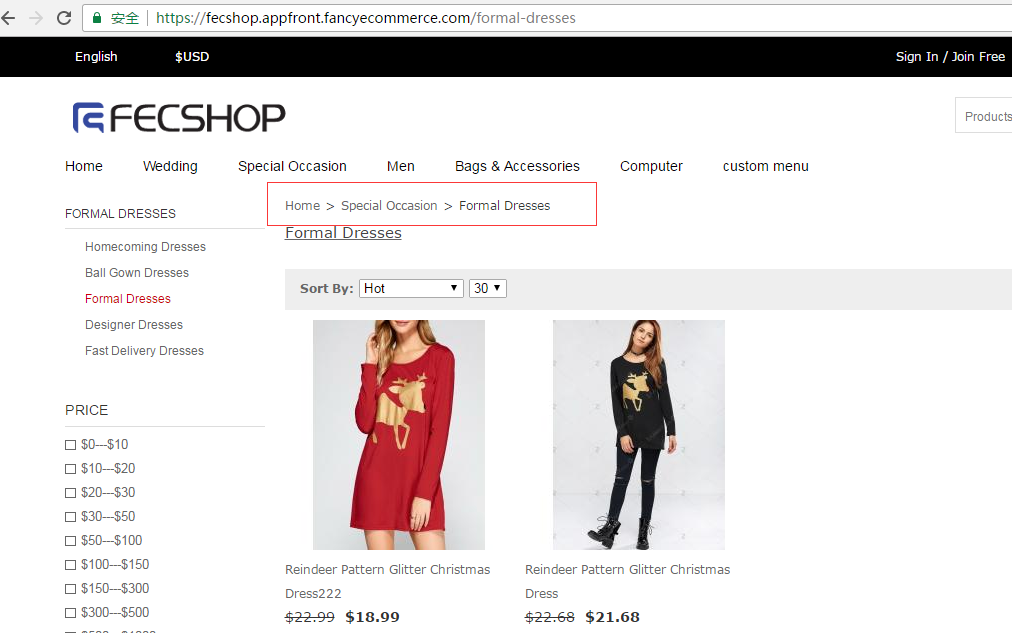 安全 https://fecshop.appfront.fancyecommerce.com/formal-dresses
English $USD Sign In / Join Free
FECSHOP
Products
Home Wedding Special Occasion Men Bags & Accessories Computer custom menu
Home > Special Occasion > Formal Dresses
FORMAL DRESSES
Homecoming Dresses
Ball Gown Dresses
Formal Dresses
Designer Dresses
Fast Delivery Dresses
PRICE
$0---$10
$10---$20
$20---$30
$30---$50
$50---$100
$100---$150
$150---$300
$300---$500
Formal Dresses
Sort By: Hot 30
Reindeer Pattern Glitter Christmas
Dress222
$22.99 $18.99
Reindeer Pattern Glitter Christmas
Dress
$22.68 $21.68